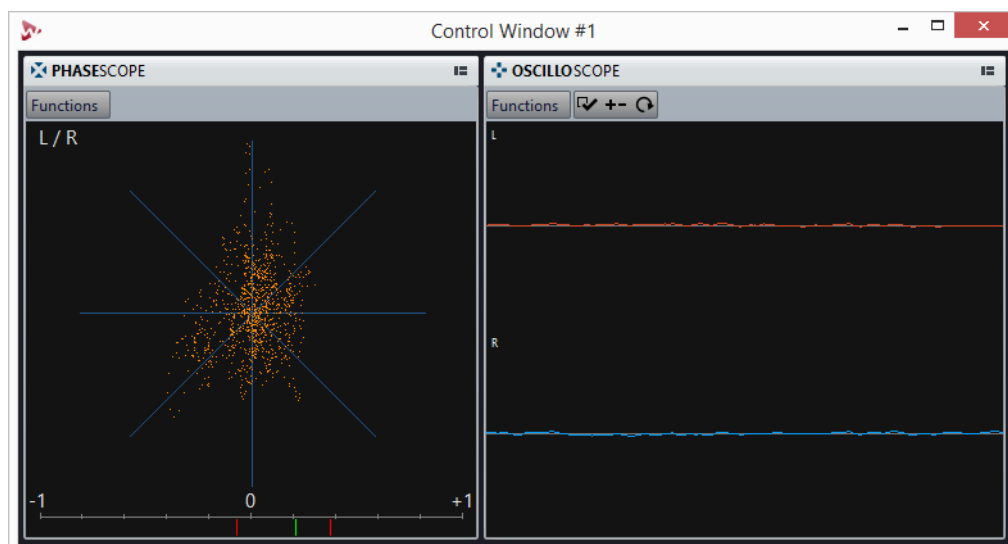 Control Window #1
PHASESCOPE
Functions
L / R
-1 0 +1
OSCILLOSCOPE
Functions
L
R